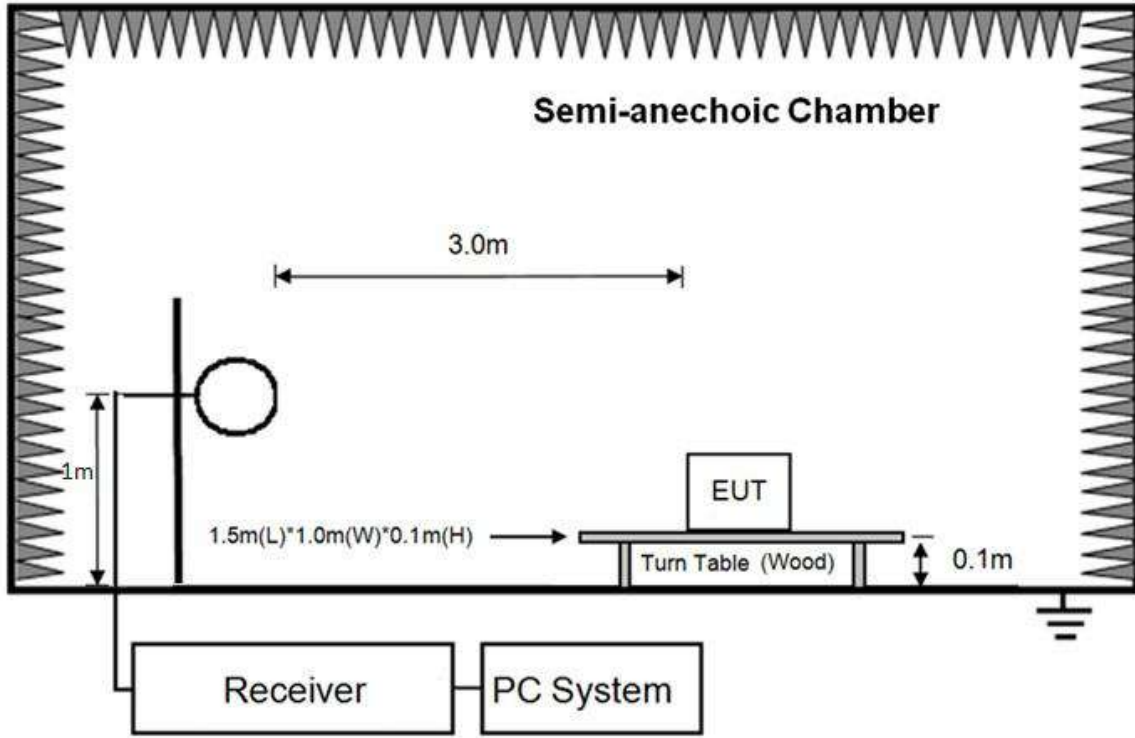 Semi-anechoic Chamber
3.0m
1m
EUT
1.5m(L)*1.0m(W)*0.1m(H)
Turn Table (Wood)
0.1m
Receiver
PC System